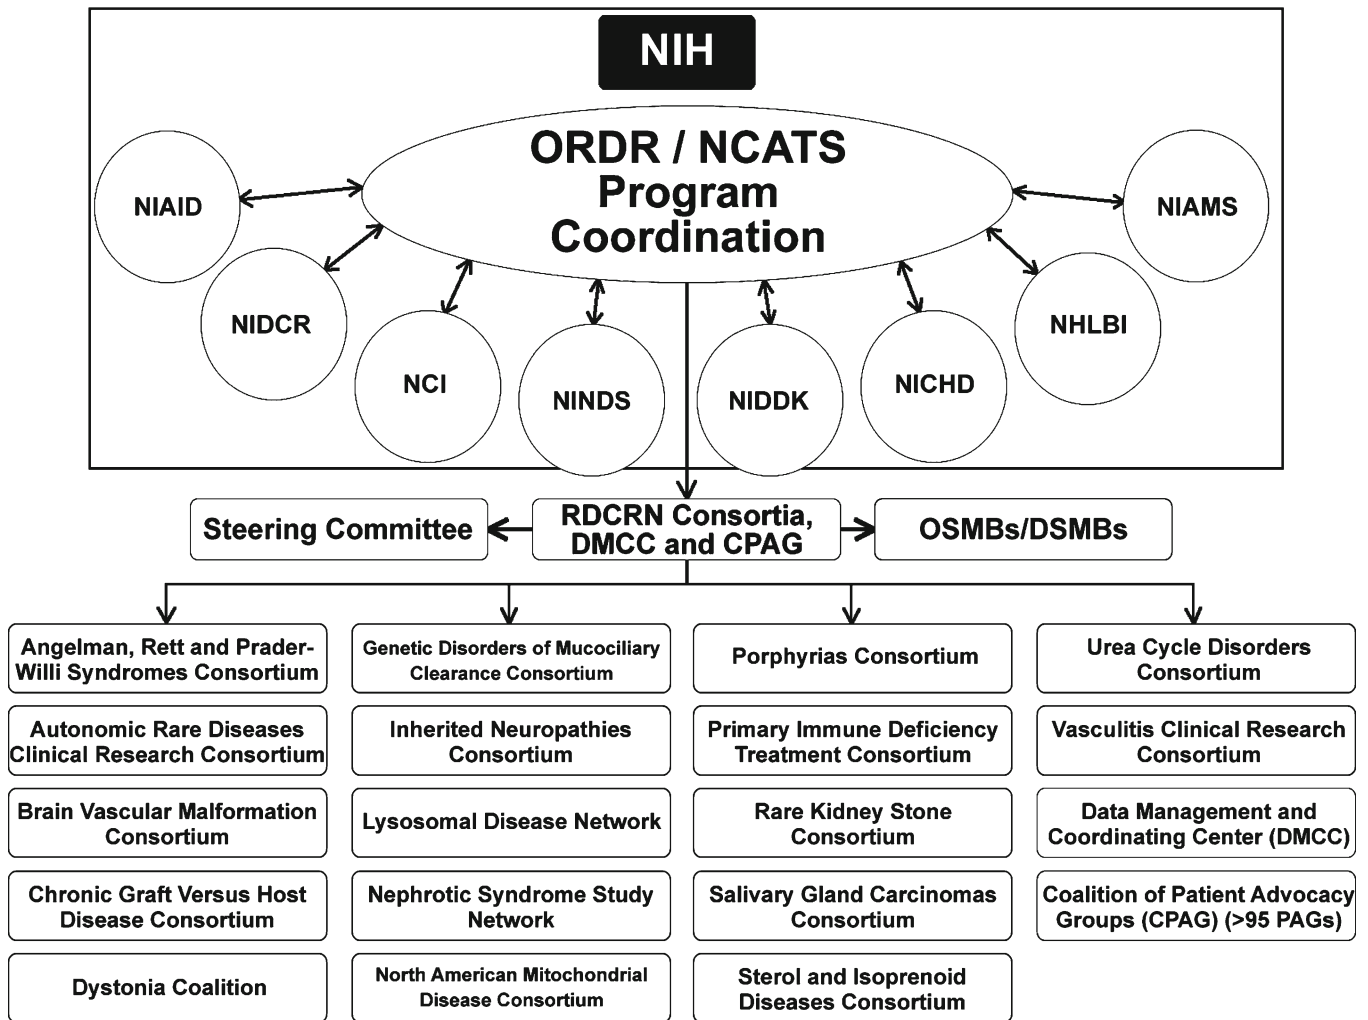 NIH
ORDR / NCATS
Program
Coordination
NIAID
NIAMS
NIDCR
NHLBI
NCI
NINDS
NIDDK
NICHD
Steering Committee
RDCRN Consortia,
DMCC and CPAG
OSMBs/DSMBs
Angelman, Rett and Prader-
Willi Syndromes Consortium
Autonomic Rare Diseases
Clinical Research Consortium
Brain Vascular Malformation
Consortium
Chronic Graft Versus Host
Disease Consortium
Dystonia Coalition
Genetic Disorders of Mucociliary
Clearance Consortium
Inherited Neuropathies
Consortium
Lysosomal Disease Network
Nephrotic Syndrome Study
Network
North American Mitochondrial
Disease Consortium
Porphyrias Consortium
Primary Immune Deficiency
Treatment Consortium
Rare Kidney Stone
Consortium
Salivary Gland Carcinomas
Consortium
Sterol and Isoprenoid
Diseases Consortium
Urea Cycle Disorders
Consortium
Vasculitis Clinical Research
Consortium
Data Management and
Coordinating Center (DMCC)
Coalition of Patient Advocacy
Groups (CPAG) (>95 PAGs)